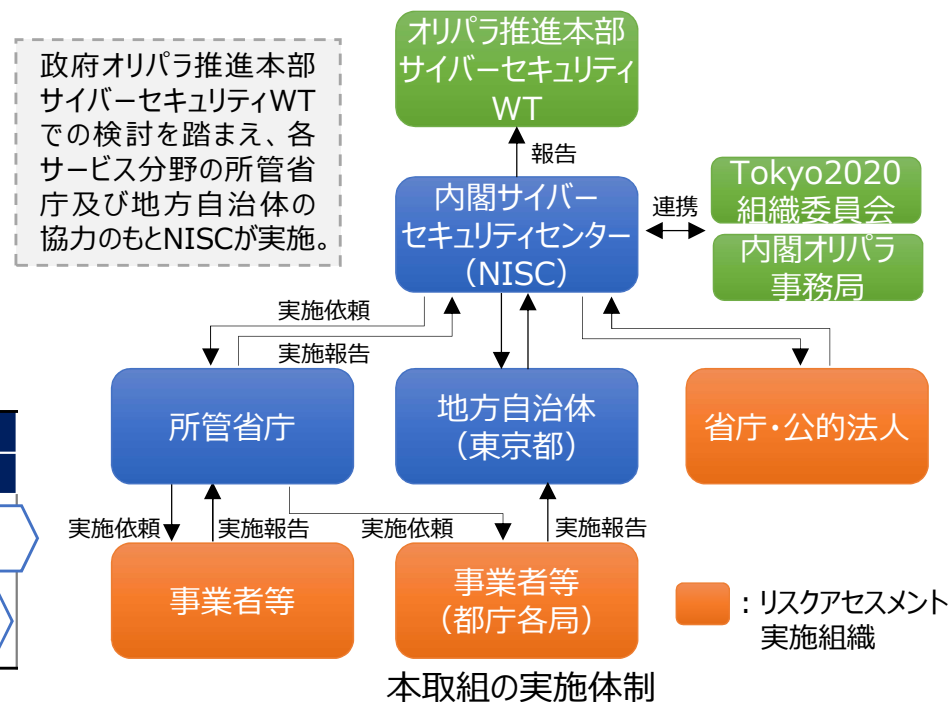 オリパラ推進本部
サイバーセキュリティ
WT
政府オリパラ推進本部
サイバーセキュリティWT
での検討を踏まえ、各
サービス分野の所管省
庁及び地方自治体の
協力のもとNISCが実施。
報告
内閣サイバー
セキュリティセンター
（NISC）
連携
Tokyo2020
組織委員会
内閣オリパラ
事務局
実施依頼
実施報告
所管省庁
地方自治体
（東京都）
省庁・公的法人
実施依頼
実施報告
実施依頼
実施報告
事業者等
事業者等
（都庁各局）
：リスクアセスメント
実施組織
本取組の実施体制